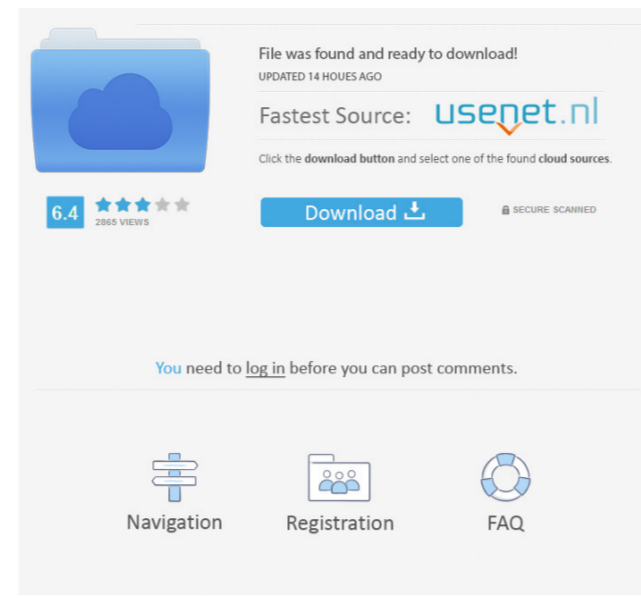 File was found and ready to download!
UPDATED 14 HOUES AGO
Fastest Source: usenet.nl
Click the download button and select one of the found cloud sources.
6.4
2865 VIEWS
Download
SECURE SCANNED
You need to log in before you can post comments.
Navigation
Registration
FAQ